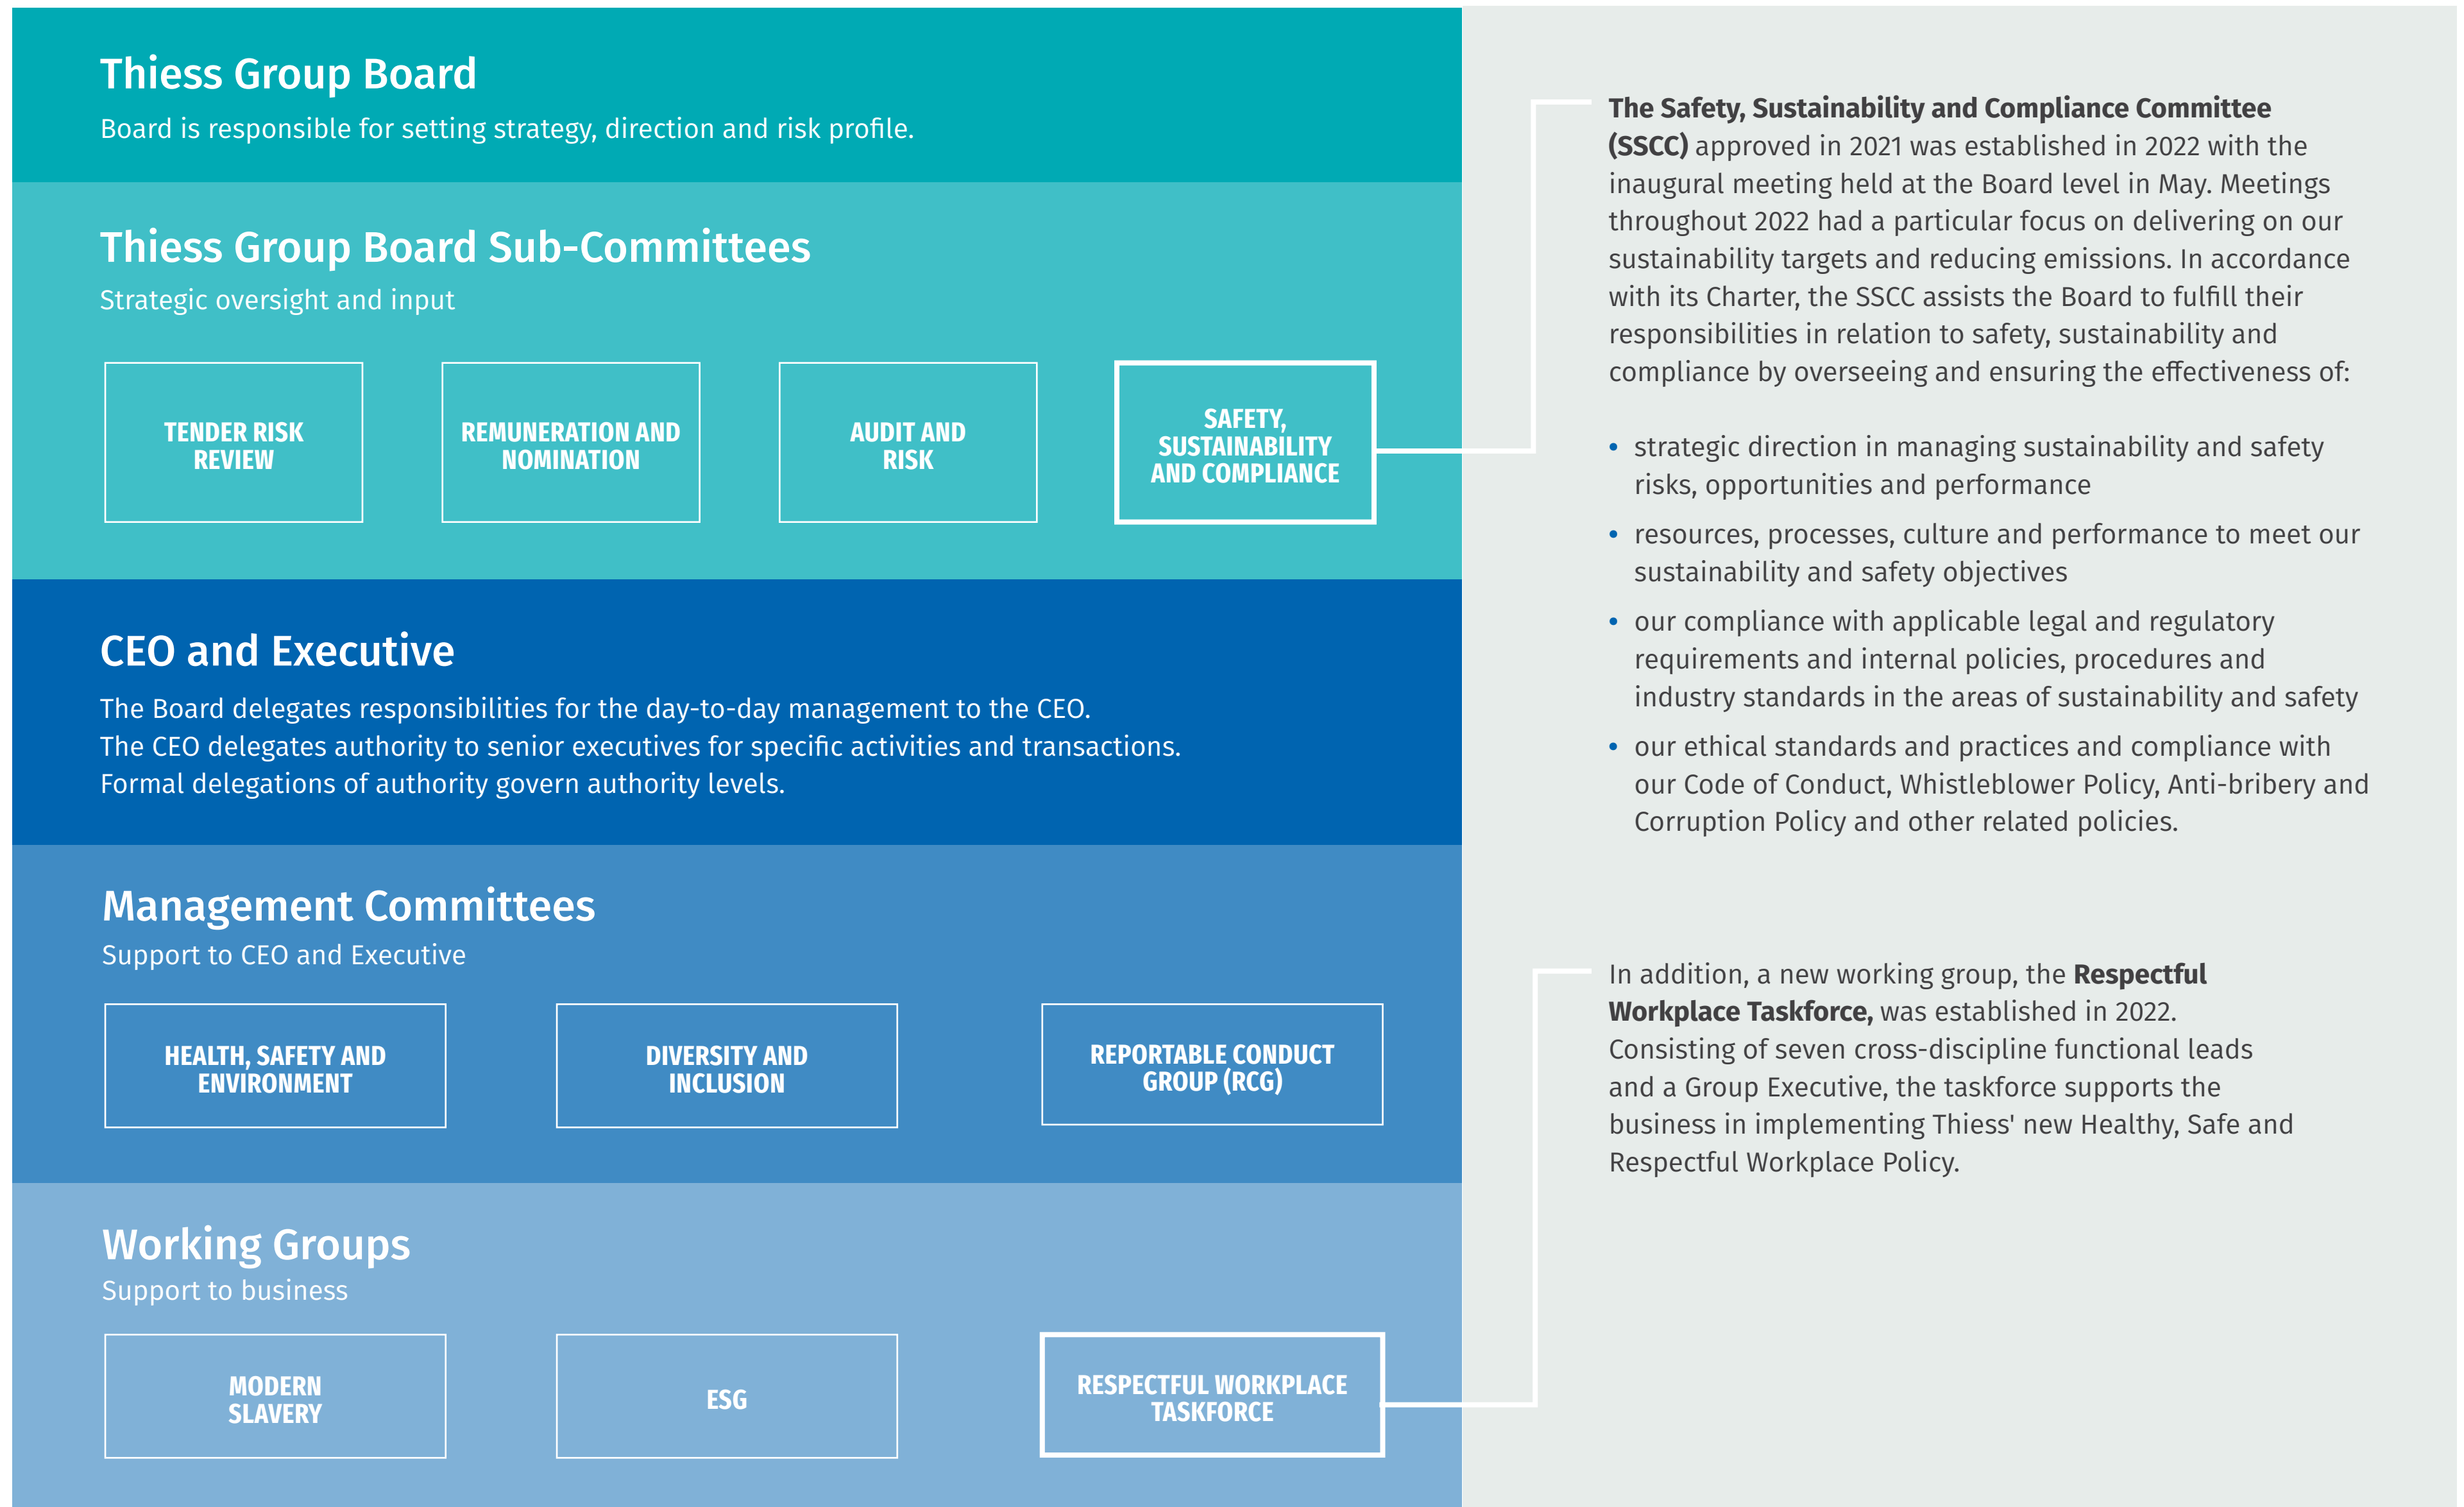 Thiess Group Board
Board is responsible for setting strategy, direction and risk profile.
Thiess Group Board Sub-Committees
Strategic oversight and input
TENDER RISK
REVIEW
REMUNERATION AND
NOMINATION
AUDIT AND
RISK
SAFETY,
SUSTAINABILITY
AND COMPLIANCE
CEO and Executive
The Board delegates responsibilities for the day-to-day management to the CEO.
The CEO delegates authority to senior executives for specific activities and transactions.
Formal delegations of authority govern authority levels.
Management Committees
Support to CEO and Executive
HEALTH, SAFETY AND
ENVIRONMENT
DIVERSITY AND
INCLUSION
REPORTABLE CONDUCT
GROUP (RCG)
Working Groups
Support to business
MODERN
SLAVERY
ESG
RESPECTFUL WORKPLACE
TASKFORCE
The Safety, Sustainability and Compliance Committee
(SSCC) approved in 2021 was established in 2022 with the
inaugural meeting held at the Board level in May. Meetings
throughout 2022 had a particular focus on delivering on our
sustainability targets and reducing emissions. In accordance
with its Charter, the SSCC assists the Board to fulfill their
responsibilities in relation to safety, sustainability and
compliance by overseeing and ensuring the effectiveness of:
• strategic direction in managing sustainability and safety
risks, opportunities and performance
• resources, processes, culture and performance to meet our
sustainability and safety objectives
• our compliance with applicable legal and regulatory
requirements and internal policies, procedures and
industry standards in the areas of sustainability and safety
• our ethical standards and practices and compliance with
our Code of Conduct, Whistleblower Policy, Anti-bribery and
Corruption Policy and other related policies.
In addition, a new working group, the Respectful
Workplace Taskforce, was established in 2022.
Consisting of seven cross-discipline functional leads
and a Group Executive, the taskforce supports the
business in implementing Thiess' new Healthy, Safe and
Respectful Workplace Policy.